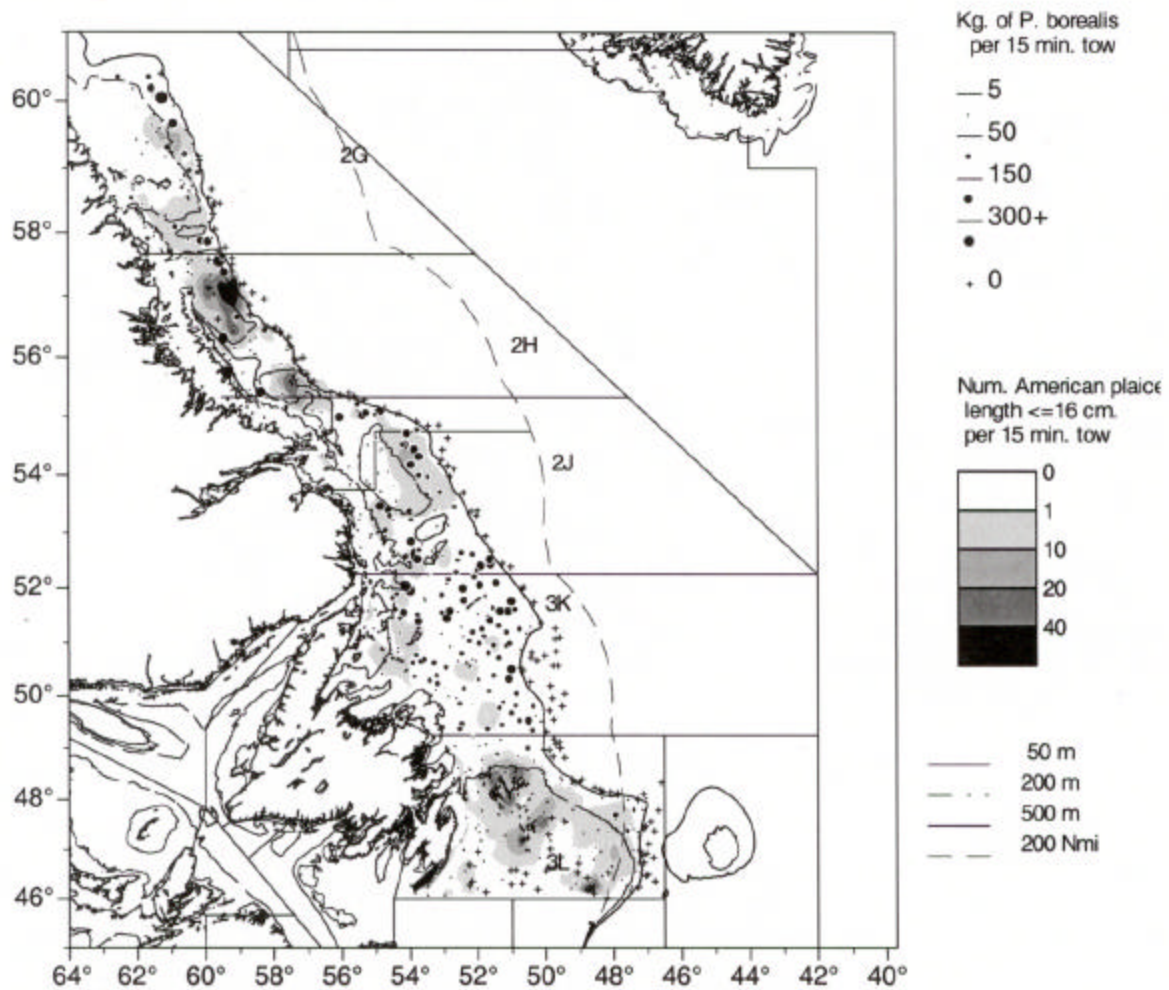 Kg. of P. borealis
per 15 min. tow
5
50
150
300+
0
Num. American plaice
length <=16 cm.
per 15 min. tow
0
1
10
20
40
50 m
200 m
500 m
200 Nmi
60°
58°
56°
54°
52°
50°
48°
46°
2G
2H
2J
3K
3L
64° 62° 60° 58° 56° 54° 52° 50° 48° 46° 44° 42° 40°